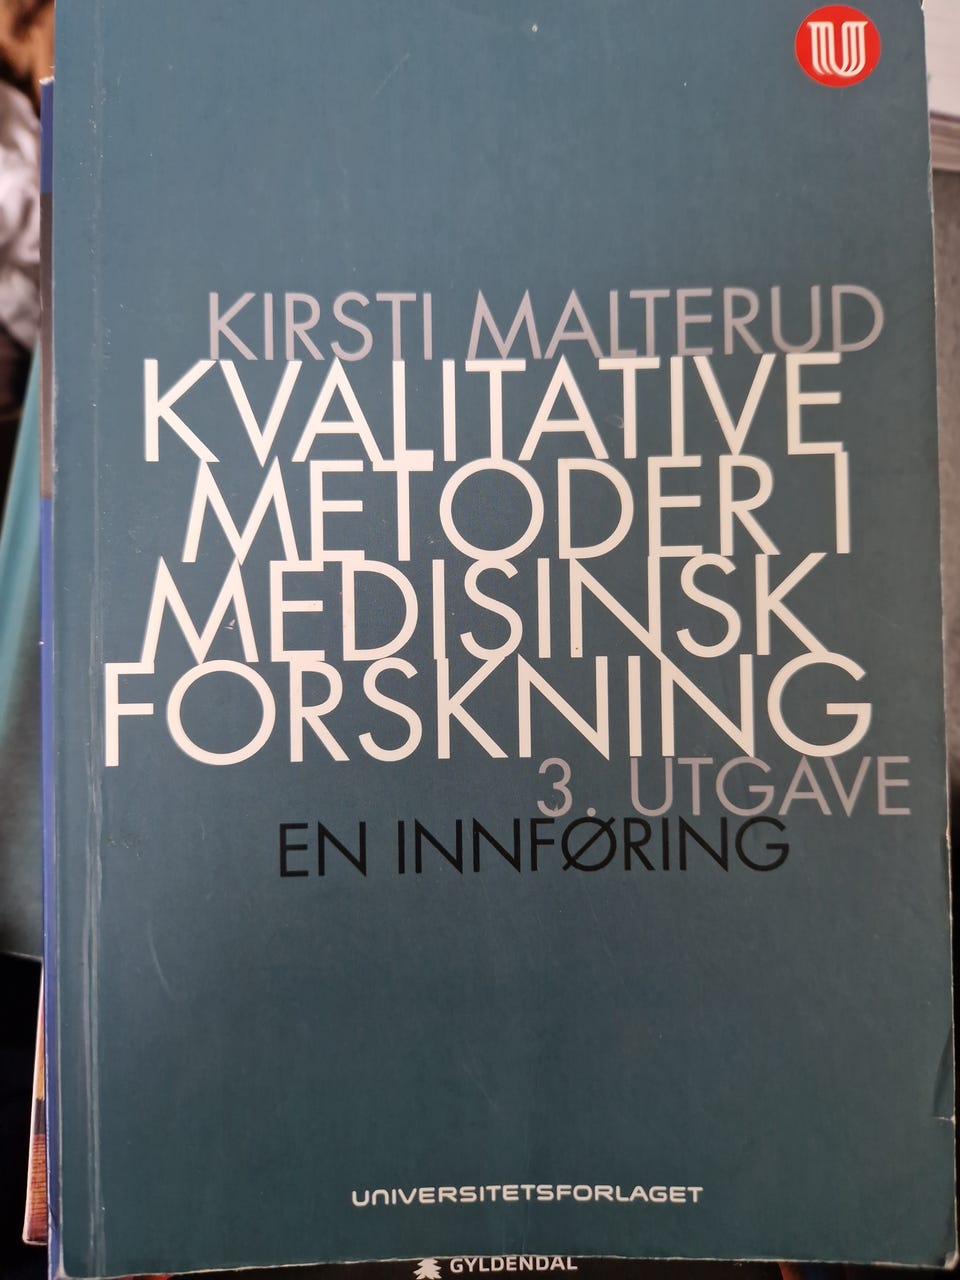 U
KIRSTI MALTERUD
KVALITATIVE
METODER I
MEDISINSK
FORSKNING
3. UTGAVE
EN INNFØRING
UNIVERSITETSFORLAGET
GYLDENDAL